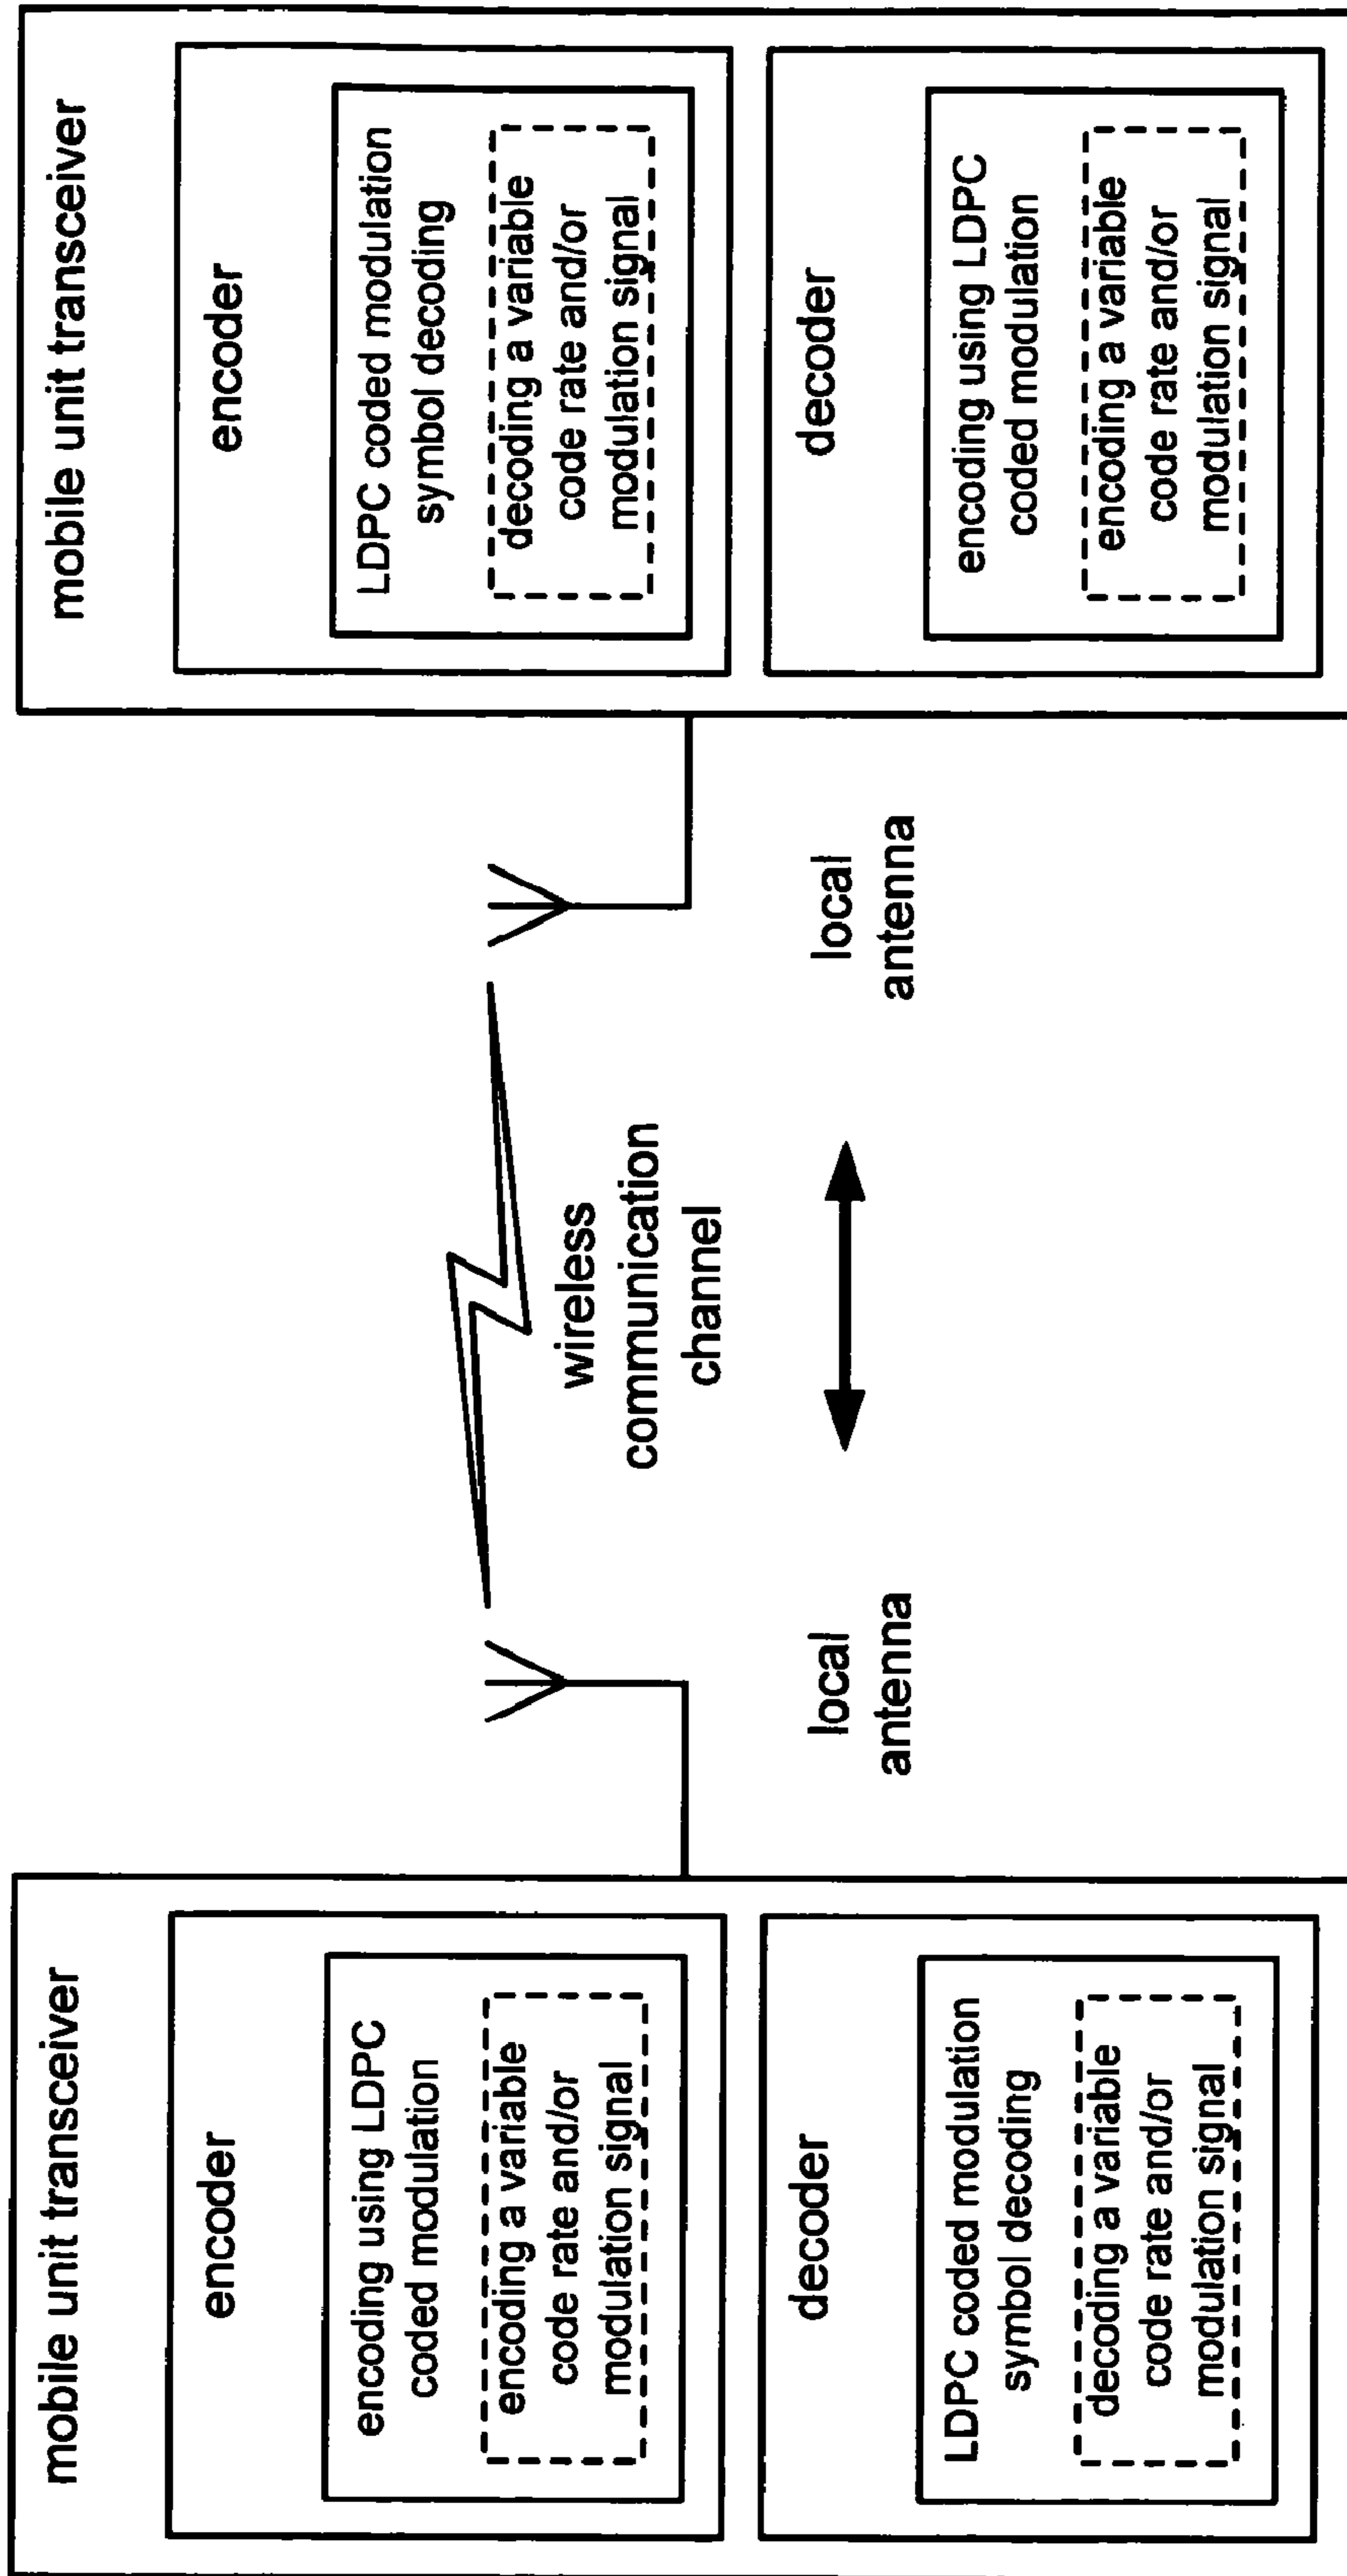 mobile unit transceiver
encoder
encoding using LDPC
coded modulation
encoding a variable
code rate and/or
modulation signal
decoder
LDPC coded modulation
symbol decoding
decoding a variable
code rate and/or
modulation signal
local
antenna
wireless
communication
channel
local
antenna
mobile unit transceiver
encoder
LDPC coded modulation
symbol decoding
decoding a variable
code rate and/or
modulation signal
decoder
encoding using LDPC
coded modulation
encoding a variable
code rate and/or
modulation signal